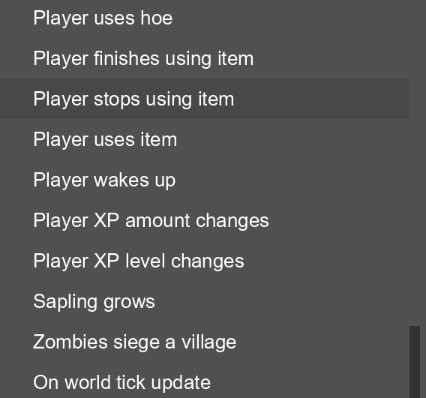 Player uses hoe
Player finishes using item
Player stops using item
Player uses item
Player wakes up
Player XP amount changes
Player XP level changes
Sapling grows
Zombies siege a village
On world tick update